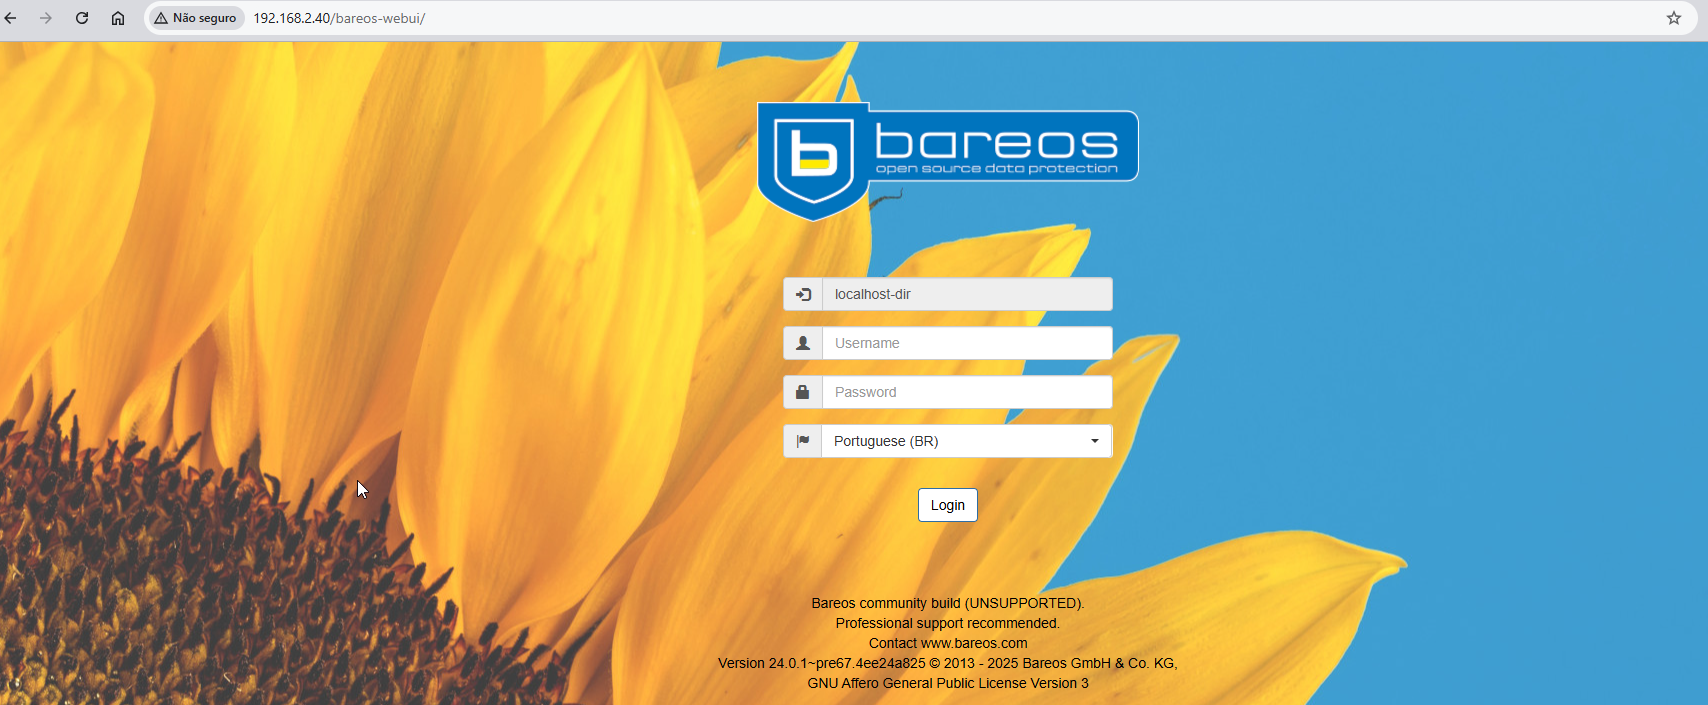 Não seguro 192.168.2.40/bareos-webui/
b bareos
open source data protection
localhost-dir
Username
Password
Portuguese (BR)
Login
Bareos community build (UNSUPPORTED).
Professional support recommended.
Contact www.bareos.com
Version 24.0.1~pre67.4ee24a825 © 2013 - 2025 Bareos GmbH & Co. KG,
GNU Affero General Public License Version 3